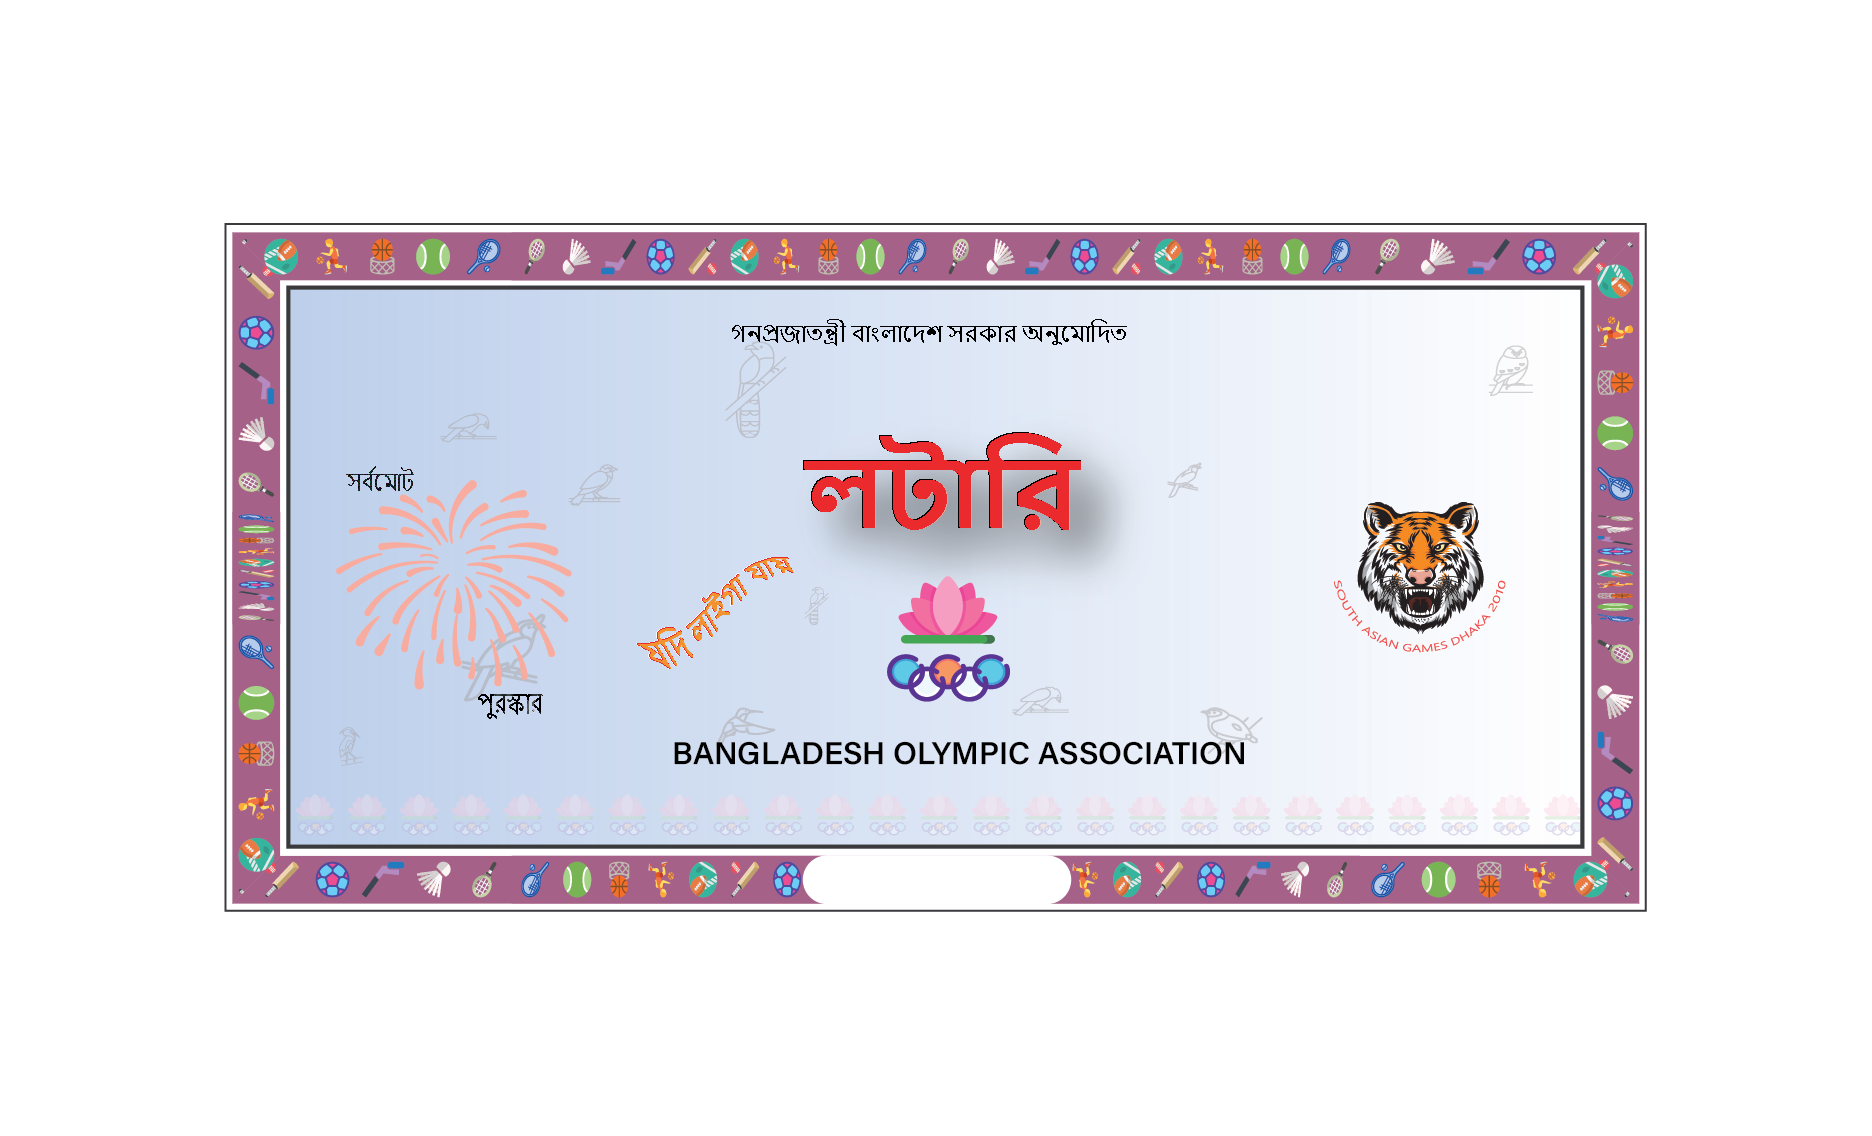 গনপ্রজাতন্ত্রী বাংলাদেশ সরকার অনুমোদিত
লটারি
সর্বমোট
যদি লাইগা যায়
পুরস্কার
SOUTH ASIAN GAMES DHAKA 2010
BANGLADESH OLYMPIC ASSOCIATION